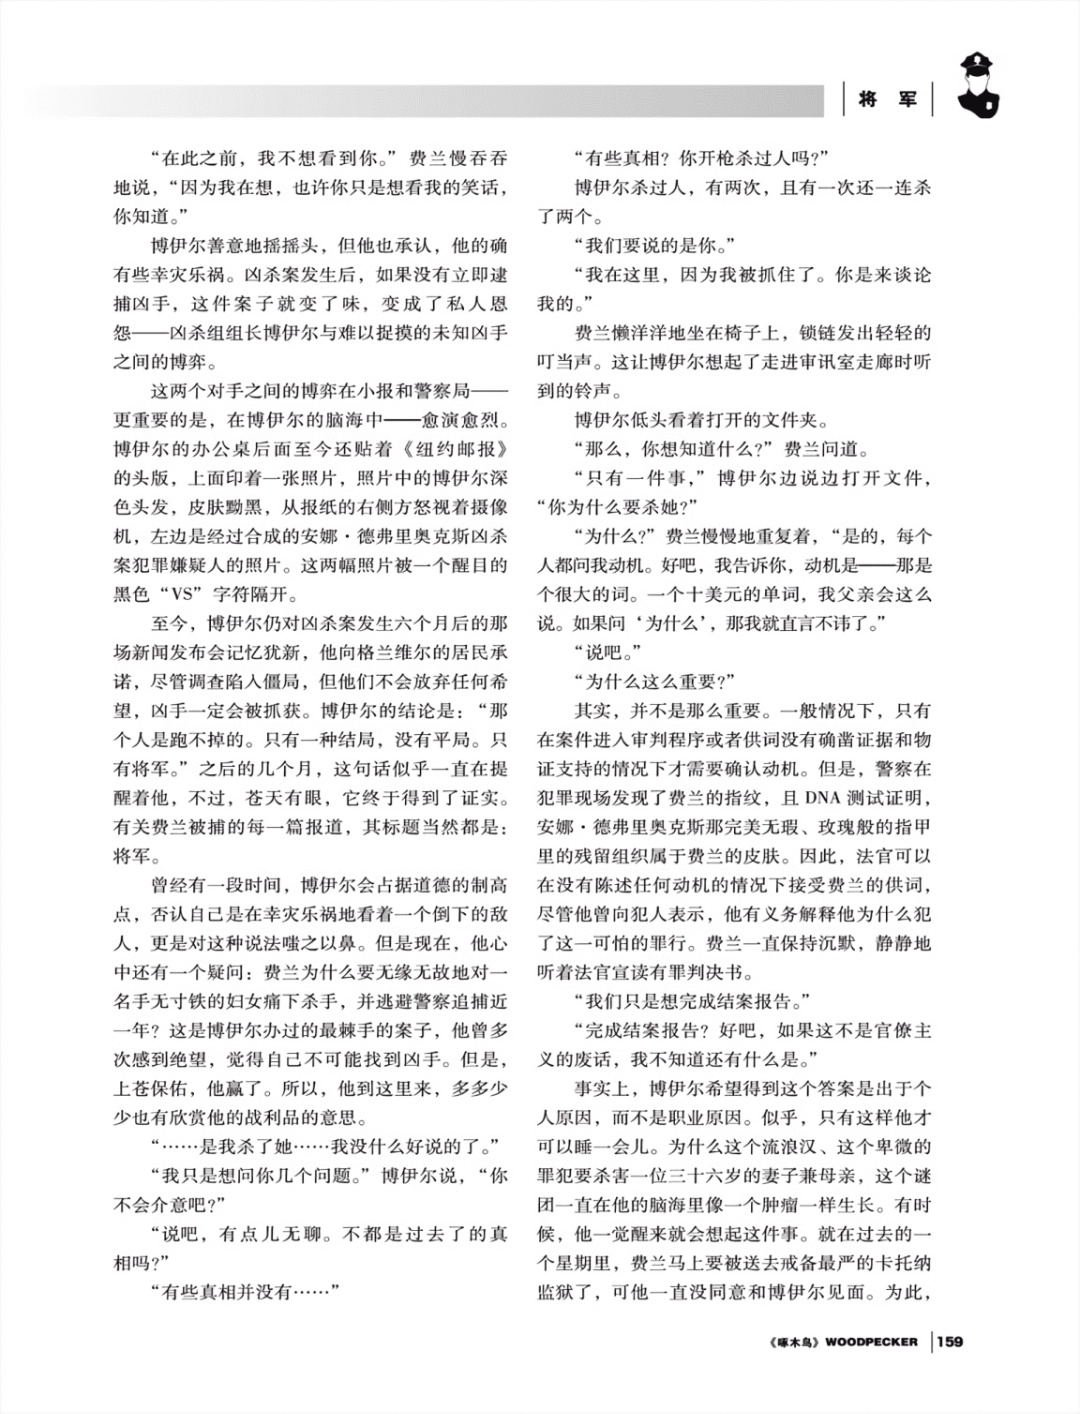 将 军
“在此之前，我不想看到你。”费兰慢吞吞
地说，“因为我在想，也许你只是想看我的笑话，
你知道。”
博伊尔善意地摇摇头，但他也承认，他的确
有些幸灾乐祸。凶杀案发生后，如果没有立即逮
捕凶手，这件案子就变了味，变成了私人恩
怨——凶杀组组长博伊尔与难以捉摸的未知凶手
之间的博弈。
这两个对手之间的博弈在小报和警察局——
更重要的是，在博伊尔的脑海中——愈演愈烈。
博伊尔的办公桌后面至今还贴着《纽约邮报》
的头版，上面印着一张照片，照片中的博伊尔深
色头发，皮肤黝黑，从报纸的右侧方怒视着摄像
机，左边是经过合成的安娜·德弗里奥克斯凶杀
案犯罪嫌疑人的照片。这两幅照片被一个醒目的
黑色“VS”字符隔开。
至今，博伊尔仍对凶杀案发生六个月后的那
场新闻发布会记忆犹新，他向格兰维尔的居民承
诺，尽管调查陷入僵局，但他们不会放弃任何希
望，凶手一定会被抓获。博伊尔的结论是：“那
个人是跑不掉的。只有一种结局，没有平局。只
有将军。”之后的几个月，这句话似乎一直在提
醒着他，不过，苍天有眼，它终于得到了证实。
有关费兰被捕的每一篇报道，其标题当然都是：
将军。
曾经有一段时间，博伊尔会占据道德的制高
点，否认自己是在幸灾乐祸地看着一个倒下的敌
人，更是对这种说法嗤之以鼻。但是现在，他心
中还有一个疑问：费兰为什么要无缘无故地对一
名手无寸铁的妇女痛下杀手，并逃避警察追捕近
一年？这是博伊尔办过的最棘手的案子，他曾多
次感到绝望，觉得自己不可能找到凶手。但是，
上苍保佑，他赢了。所以，他到这里来，多多少
少也有欣赏他的战利品的意思。
“……是我杀了她……我没什么好说的了。”
“我只是想问你几个问题。”博伊尔说，“你
不会介意吧？”
“说吧，有点儿无聊。不都是过去了的真
相吗？”
“有些真相并没有……”
“有些真相？你开枪杀过人吗？”
博伊尔杀过人，有两次，且有一次还一连杀
了两个。
“我们要说的是你。”
“我在这里，因为我被抓住了。你是来谈论
我的。”
费兰懒洋洋地坐在椅子上，锁链发出轻轻的
叮当声。这让博伊尔想起了走进审讯室走廊时听
到的铃声。
博伊尔低头看着打开的文件夹。
“那么，你想知道什么？”费兰问道。
“只有一件事，”博伊尔边说边打开文件，
“你为什么要杀她？”
“为什么？”费兰慢慢地重复着，“是的，每个
人都问我动机。好吧，我告诉你，动机是——那是
个很大的词。一个十美元的单词，我父亲会这么
说。如果问‘为什么’，那我就直言不讳了。”
“说吧。”
“为什么这么重要？”
其实，并不是那么重要。一般情况下，只有
在案件进入审判程序或者供词没有确凿证据和物
证支持的情况下才需要确认动机。但是，警察在
犯罪现场发现了费兰的指纹，且 DNA 测试证明，
安娜·德弗里奥克斯那完美无瑕、玫瑰般的指甲
里的残留组织属于费兰的皮肤。因此，法官可以
在没有陈述任何动机的情况下接受费兰的供词，
尽管他曾向犯人表示，他有义务解释他为什么犯
了这一可怕的罪行。费兰一直保持沉默，静静地
听着法官宣读有罪判决书。
“我们只是想完成结案报告。”
“完成结案报告？好吧，如果这不是官僚主
义的废话，我不知道还有什么是。”
事实上，博伊尔希望得到这个答案是出于个
人原因，而不是职业原因。似乎，只有这样他才
可以睡一会儿。为什么这个流浪汉、这个卑微的
罪犯要杀害一位三十六岁的妻子兼母亲，这个谜
团一直在他的脑海里像一个肿瘤一样生长。有时
候，他一觉醒来就会想起这件事。就在过去的一
个星期里，费兰马上要被送去戒备最严的卡托纳
监狱了，可他一直没同意和博伊尔见面。为此，
《啄木鸟》WOODPECKER 159